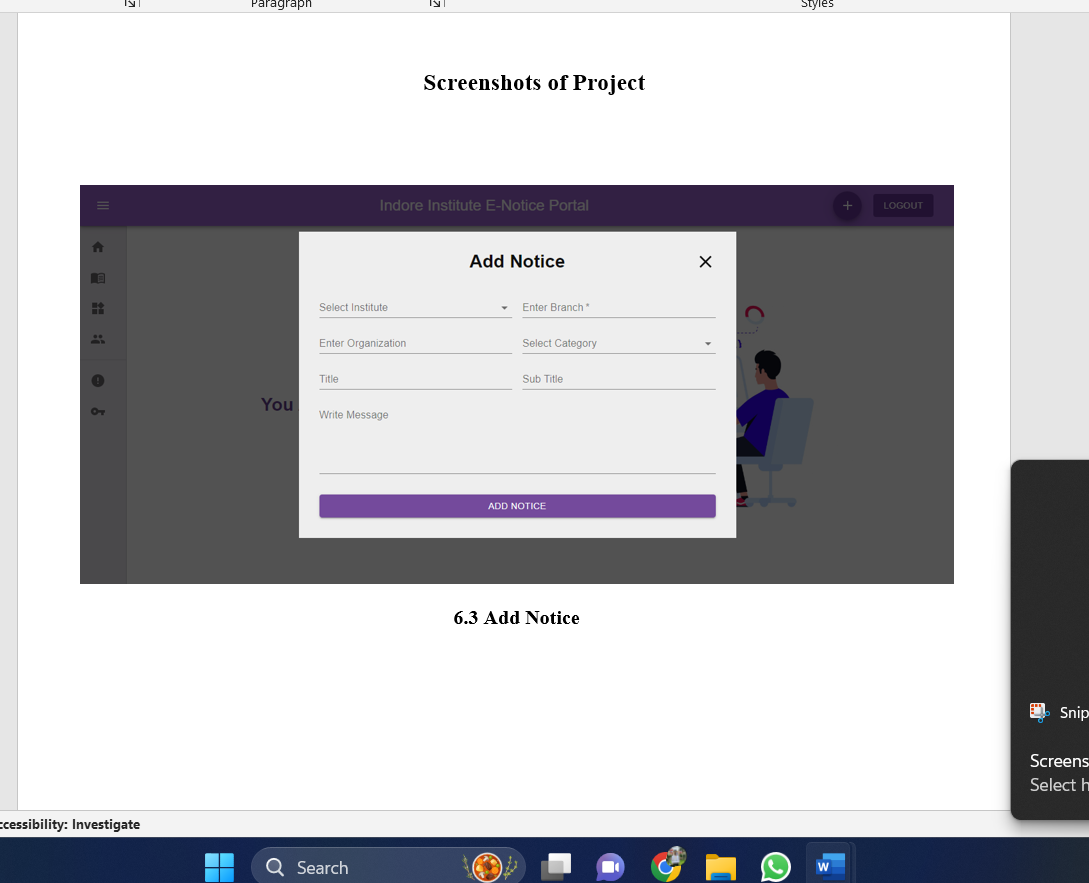 Paragraph Styles
Screenshots of Project
Indore Institute E-Notice Portal + LOGOUT
Add Notice
Select Institute Enter Branch *
Enter Organization Select Category
Title Sub Title
You
Write Message
ADD NOTICE
6.3 Add Notice
Snip
Screens
Select h
ccessibility: Investigate
Search
W